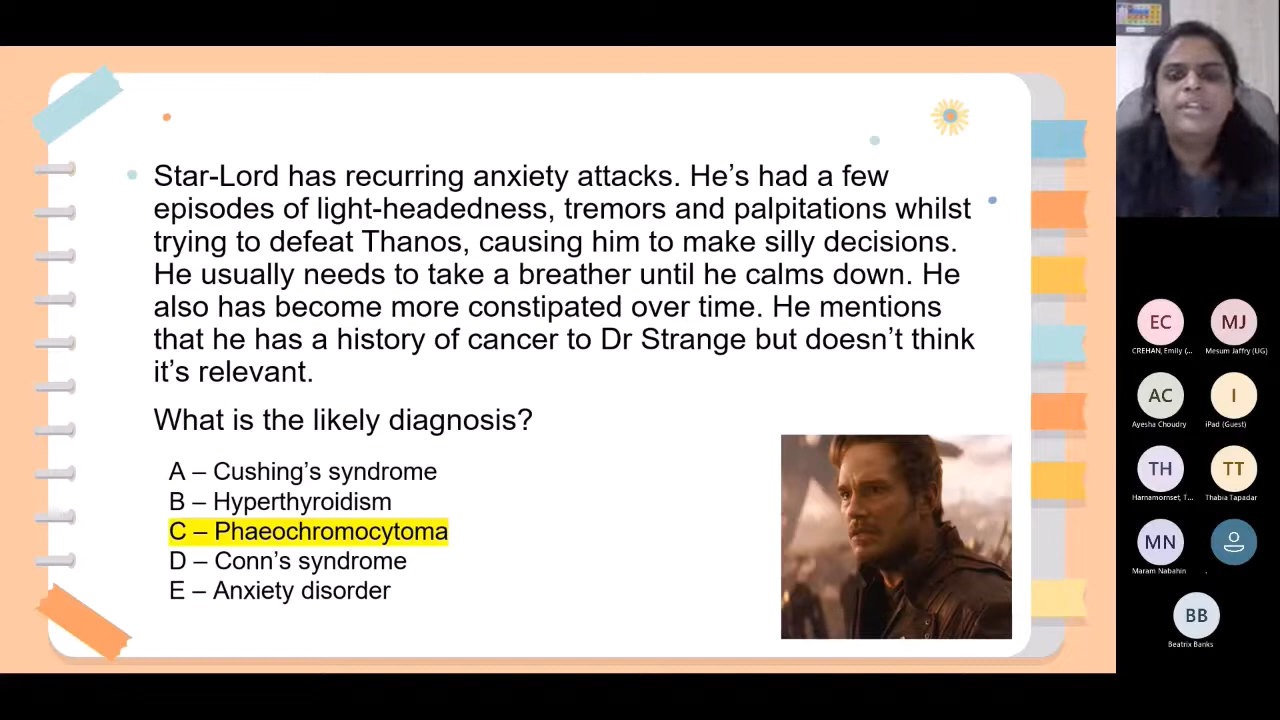 Star-Lord has recurring anxiety attacks. He's had a few
episodes of light-headedness, tremors and palpitations whilst
trying to defeat Thanos, causing him to make silly decisions.
He usually needs to take a breather until he calms down. He
also has become more constipated over time. He mentions
that he has a history of cancer to Dr Strange but doesn't think
it's relevant.
What is the likely diagnosis?
A – Cushing's syndrome
B – Hyperthyroidism
C – Phaeochromocytoma
D – Conn's syndrome
E – Anxiety disorder
EC
MJ
CREHAN, Emily (...
Mesum Jaffry (UG)
AC
I
Ayesha Choudry
iPad (Guest)
TH
TT
Harnamornset, T...
Thabia Tapadar
MN
Maram Nabahin
.
BB
Beatrix Banks